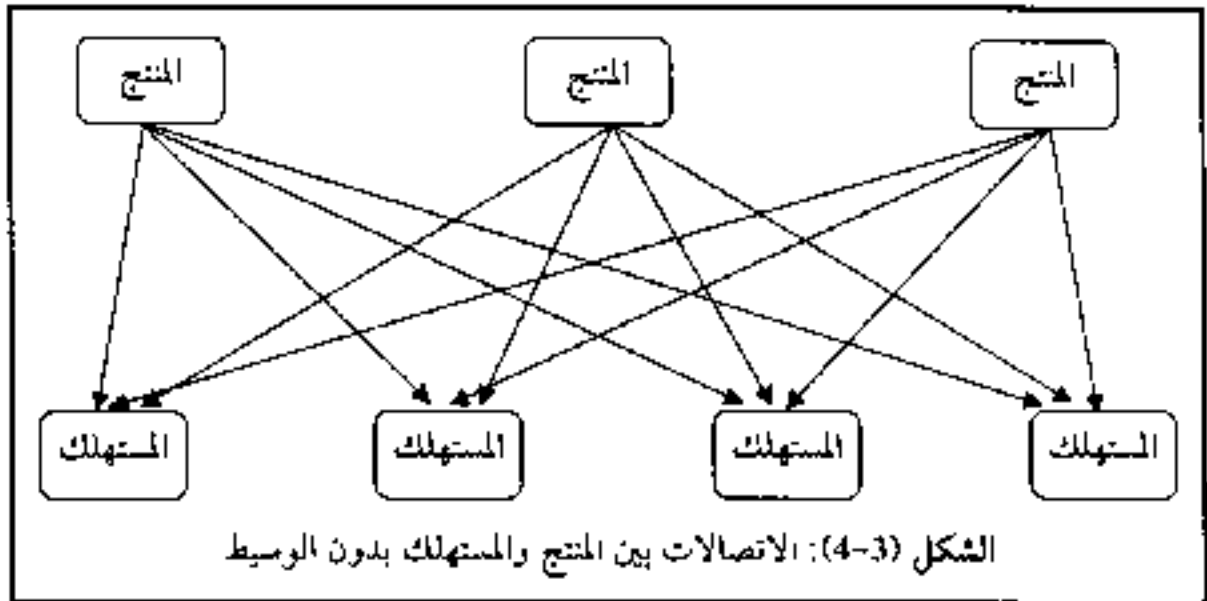 المنتج
المنتج
المنتج
المستهلك
المستهلك
المستهلك
المستهلك
الشكل (3-4): الاتصالات بين المنتج والمستهلك بدون الوسيط